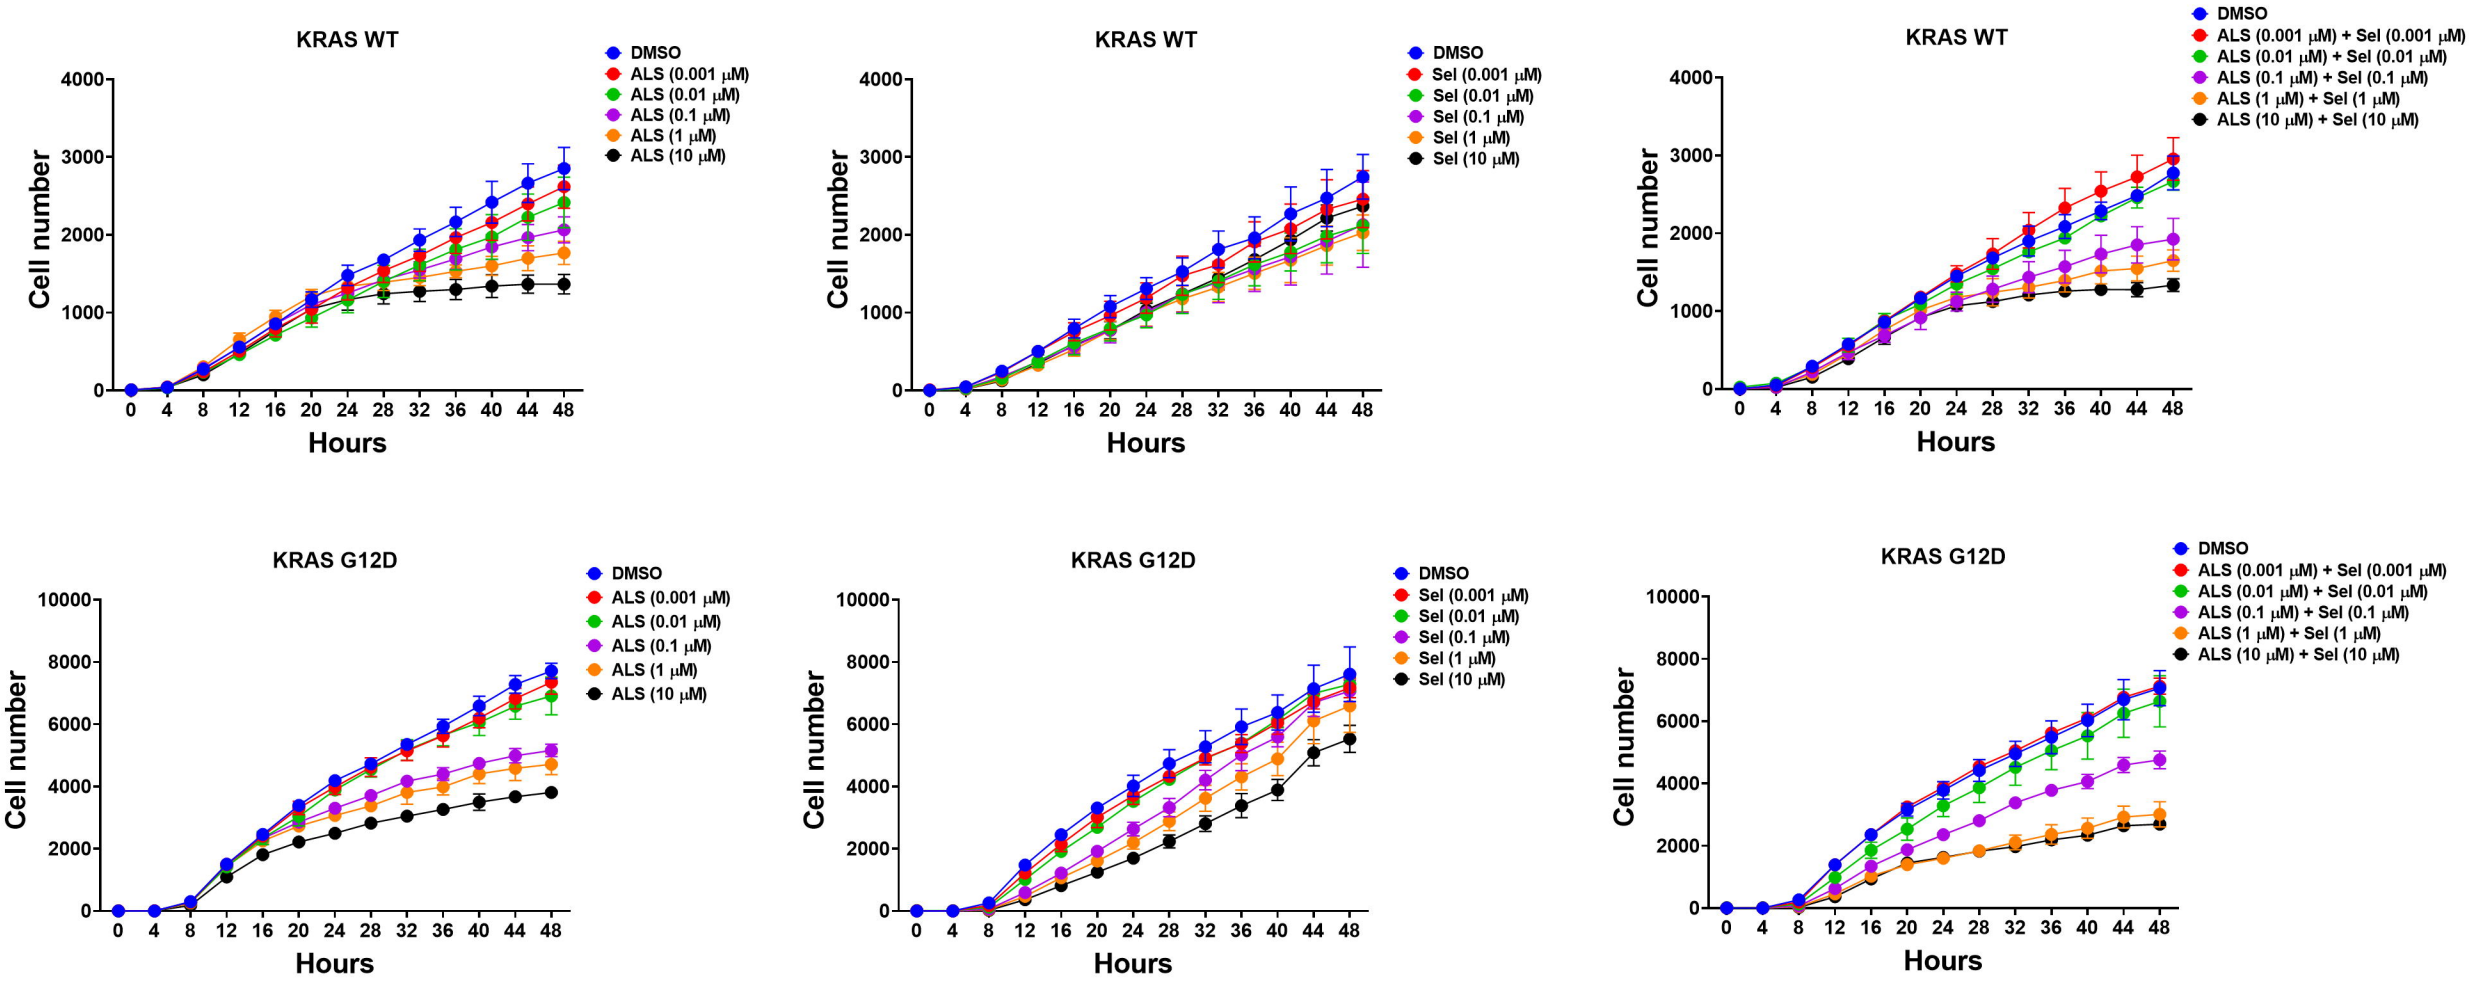 KRAS WT
DMSO
ALS (0.001 μM)
ALS (0.01 μM)
ALS (0.1 μM)
ALS (1 μM)
ALS (10 μM)
4000
3000
2000
1000
0
Cell number
0 4 8 12 16 20 24 28 32 36 40 44 48
Hours
KRAS WT
DMSO
Sel (0.001 μM)
Sel (0.01 μM)
Sel (0.1 μM)
Sel (1 μM)
Sel (10 μM)
4000
3000
2000
1000
0
Cell number
0 4 8 12 16 20 24 28 32 36 40 44 48
Hours
KRAS WT
DMSO
ALS (0.001 μM) + Sel (0.001 μM)
ALS (0.01 μM) + Sel (0.01 μM)
ALS (0.1 μM) + Sel (0.1 μM)
ALS (1 μM) + Sel (1 μM)
ALS (10 μM) + Sel (10 μM)
4000
3000
2000
1000
0
Cell number
0 4 8 12 16 20 24 28 32 36 40 44 48
Hours
KRAS G12D
DMSO
ALS (0.001 μM)
ALS (0.01 μM)
ALS (0.1 μM)
ALS (1 μM)
ALS (10 μM)
10000
8000
6000
4000
2000
0
Cell number
0 4 8 12 16 20 24 28 32 36 40 44 48
Hours
KRAS G12D
DMSO
Sel (0.001 μM)
Sel (0.01 μM)
Sel (0.1 μM)
Sel (1 μM)
Sel (10 μM)
10000
8000
6000
4000
2000
0
Cell number
0 4 8 12 16 20 24 28 32 36 40 44 48
Hours
KRAS G12D
DMSO
ALS (0.001 μM) + Sel (0.001 μM)
ALS (0.01 μM) + Sel (0.01 μM)
ALS (0.1 μM) + Sel (0.1 μM)
ALS (1 μM) + Sel (1 μM)
ALS (10 μM) + Sel (10 μM)
10000
8000
6000
4000
2000
0
Cell number
0 4 8 12 16 20 24 28 32 36 40 44 48
Hours